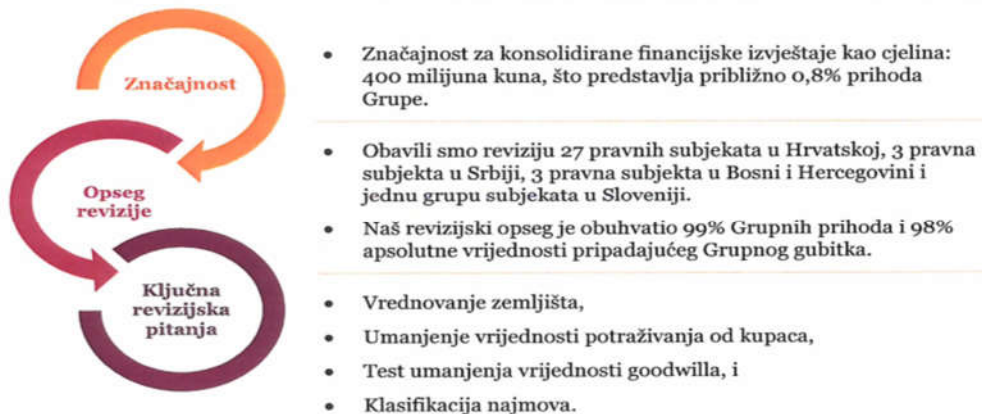 Značajnost
• Značajnost za konsolidirane financijske izvještaje kao cjelina:
400 milijuna kuna, što predstavlja približno 0,8% prihoda
Grupe.
Opseg
revizije
• Obavili smo reviziju 27 pravnih subjekata u Hrvatskoj, 3 pravna
subjekta u Srbiji, 3 pravna subjekta u Bosni i Hercegovini i
jednu grupu subjekata u Sloveniji.
• Naš revizijski opseg je obuhvatio 99% Grupnih prihoda i 98%
apsolutne vrijednosti pripadajućeg Grupnog gubitka.
Ključna
revizijska
pitanja
• Vrednovanje zemljišta,
• Umanjenje vrijednosti potraživanja od kupaca,
• Test umanjenja vrijednosti goodwilla, i
• Klasifikacija najmova.